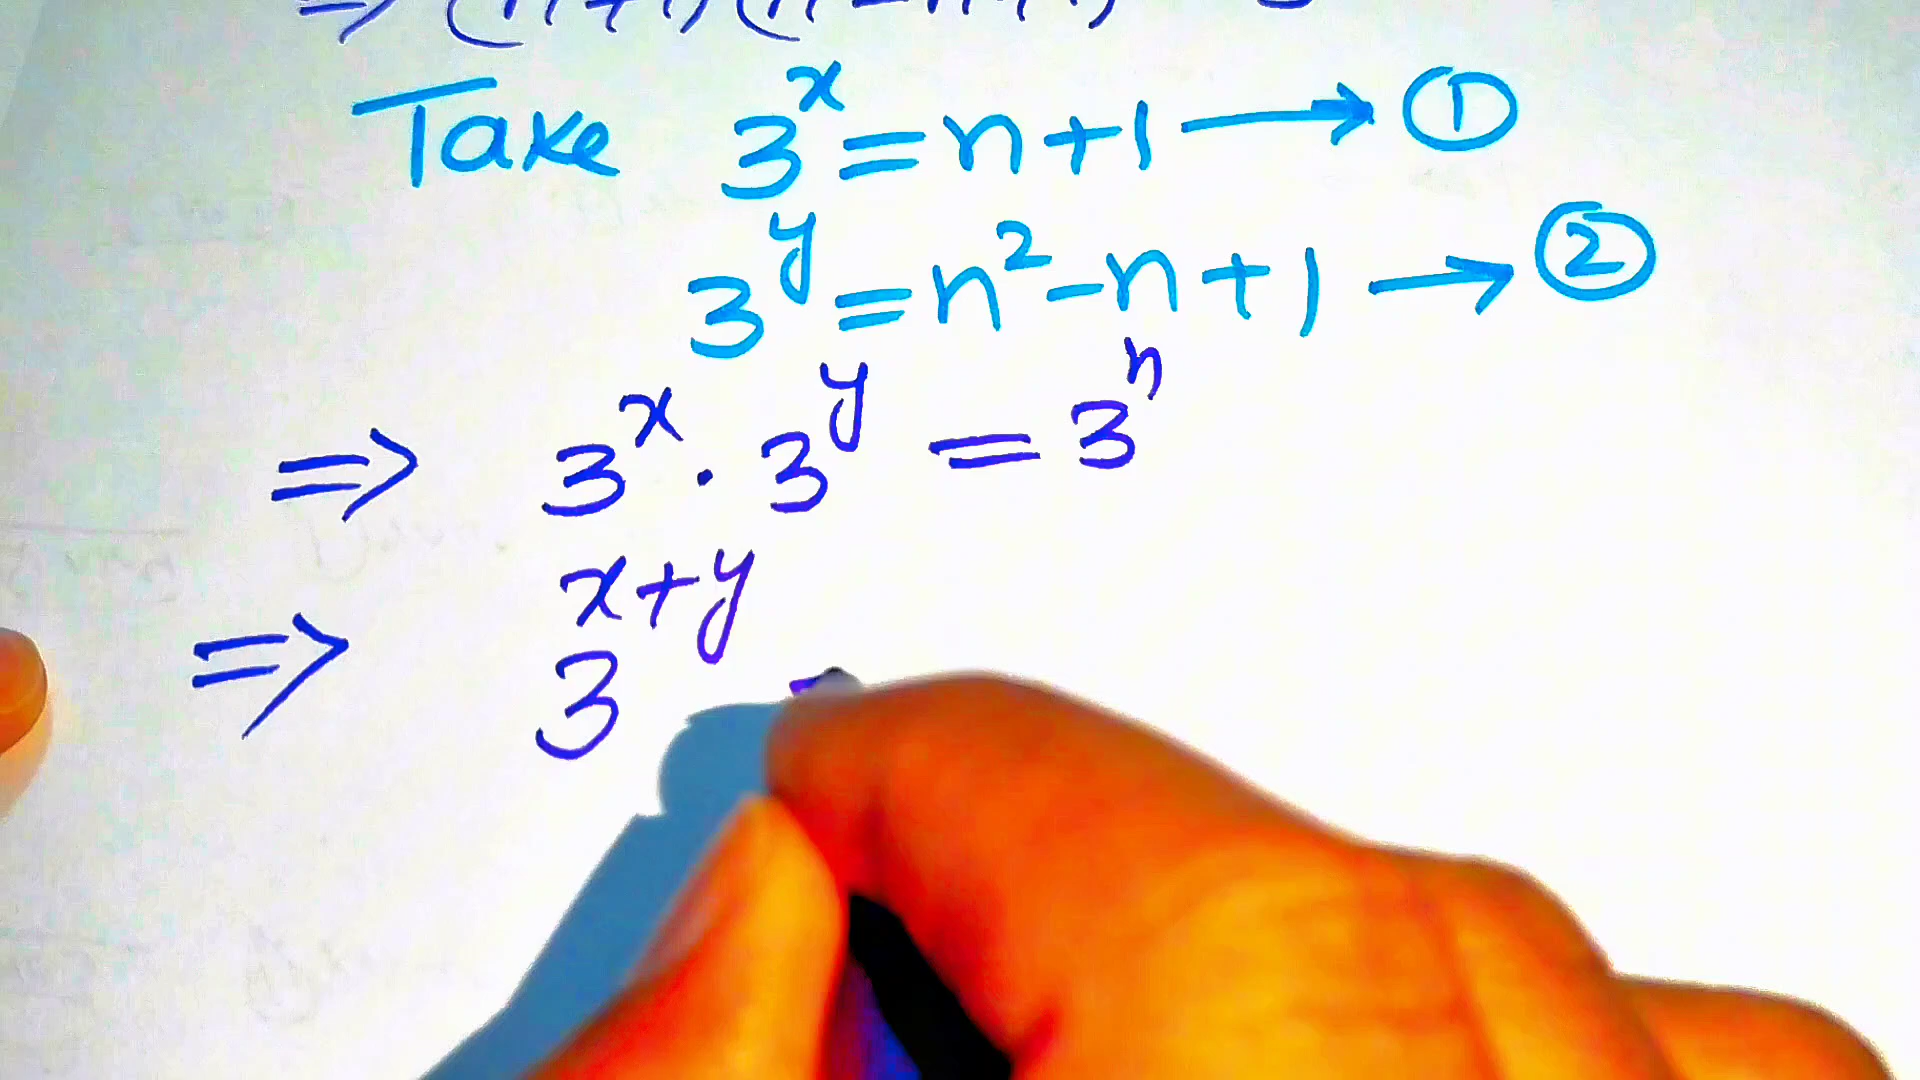 Take 3^x = n+1 → ①
3^y = n² - n + 1 → ②
⇒ 3^x · 3^y = 3^n
⇒ 3^(x+y)